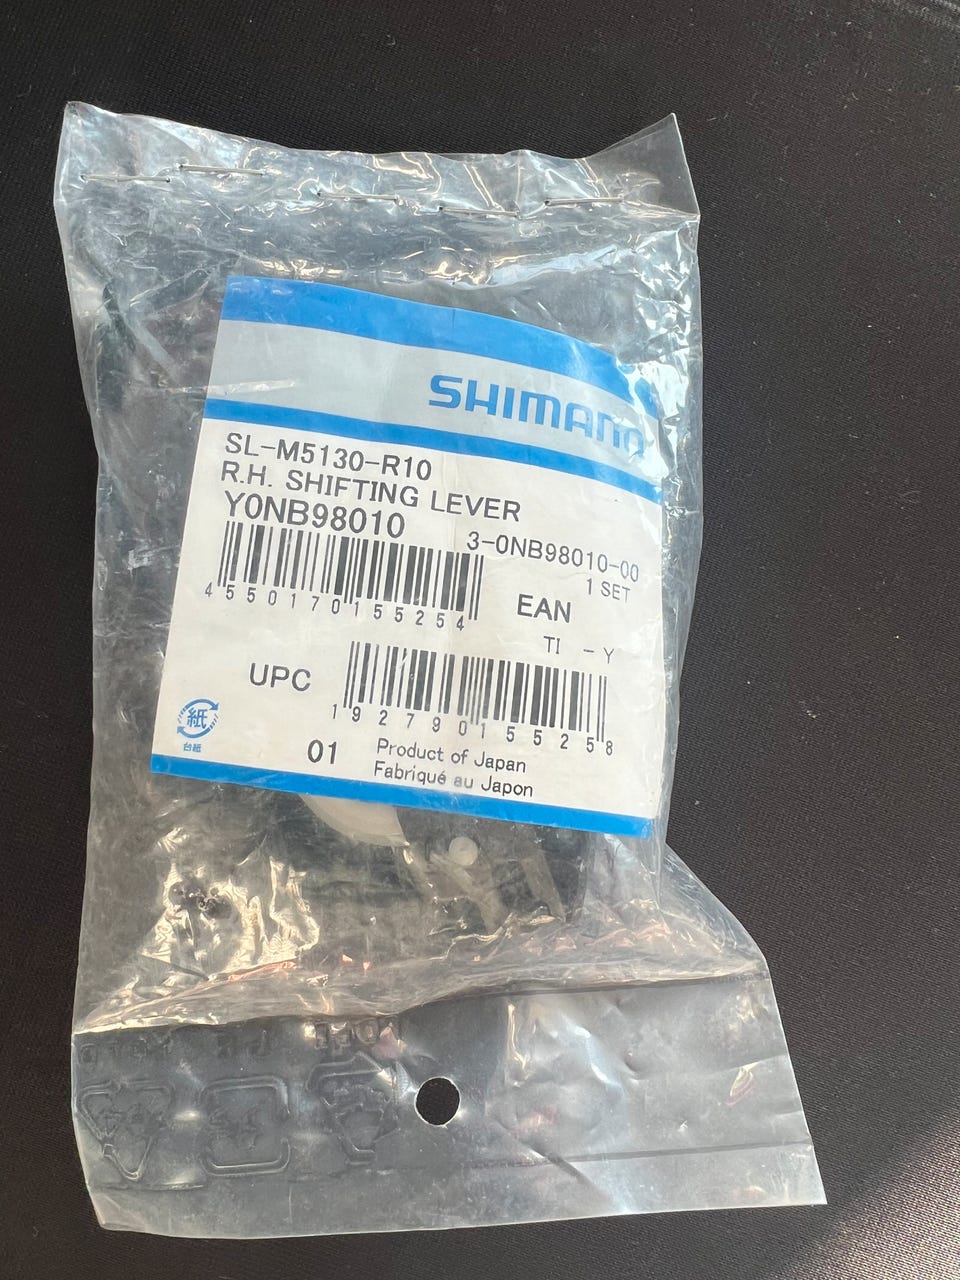 SHIMANO
SL-M5130-R10
R.H. SHIFTING LEVER
Y0NB98010
3-0NB98010-00
1 SET
4550170155254
EAN
TI - Y
UPC
192790155258
紙
台紙
01
Product of Japan
Fabriqué au Japon